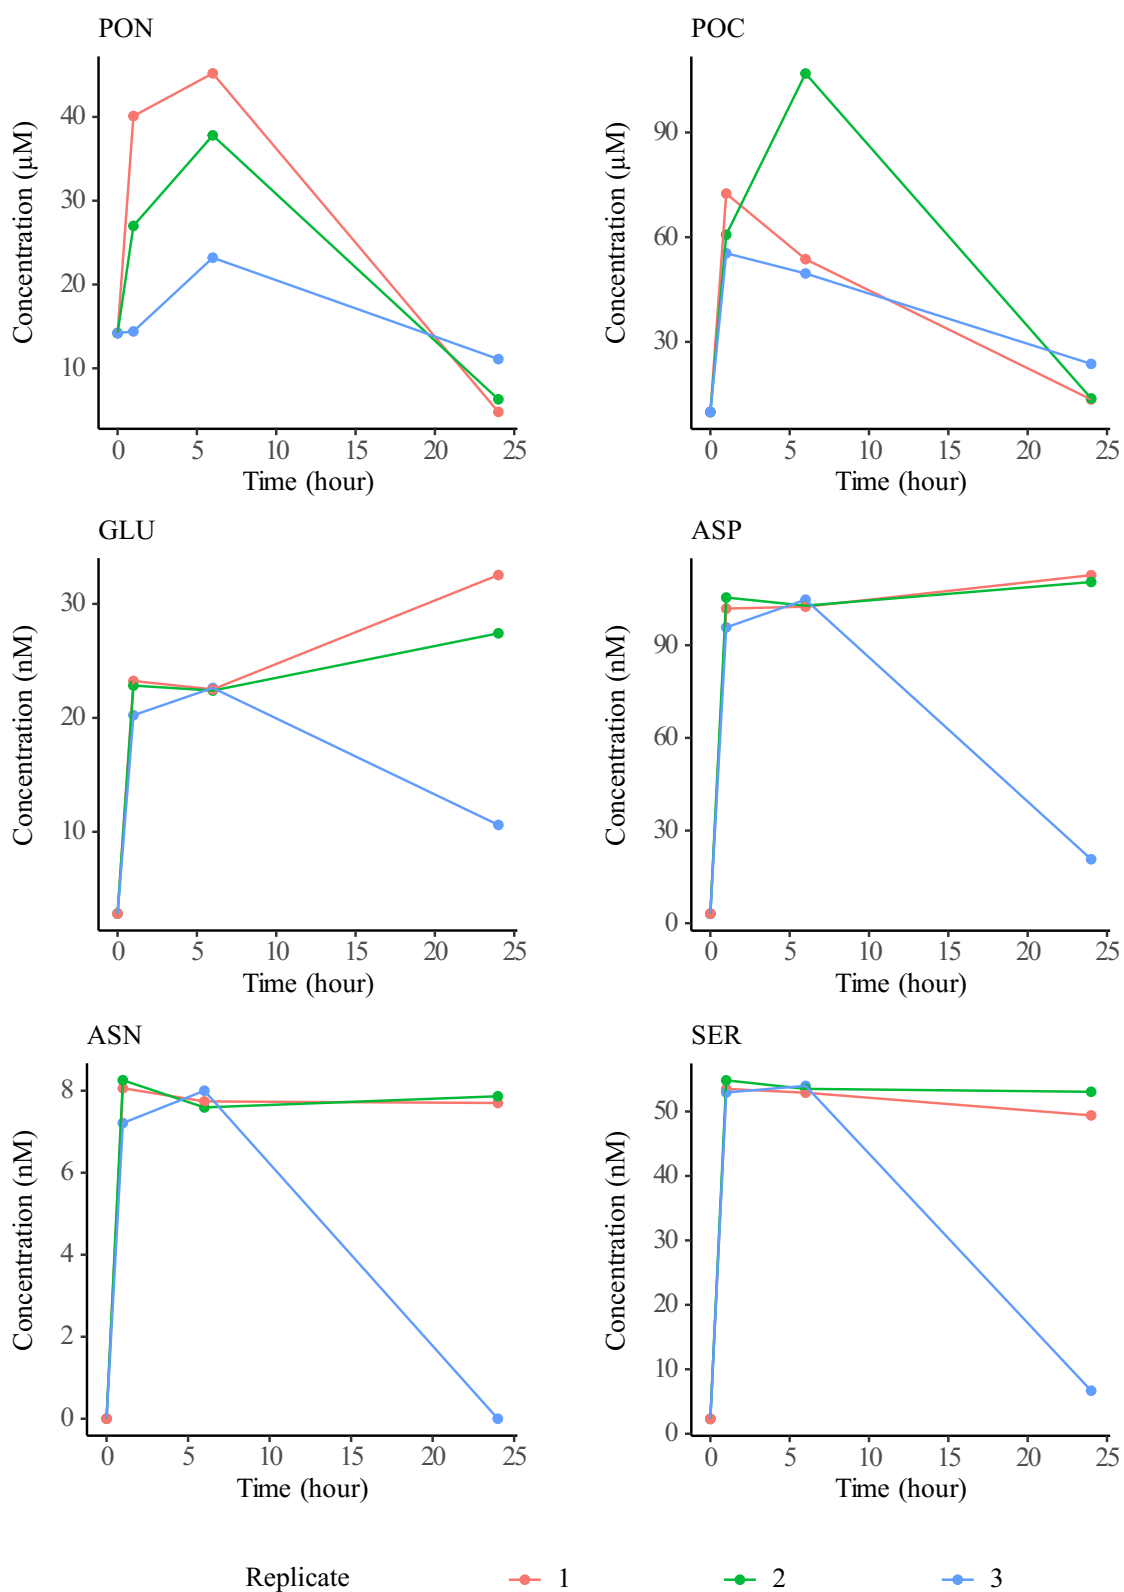 PON
Concentration (µM)
40
30
20
10
0 5 10 15 20 25
Time (hour)
POC
Concentration (µM)
90
60
30
0 5 10 15 20 25
Time (hour)
GLU
Concentration (nM)
30
20
10
0 5 10 15 20 25
Time (hour)
ASP
Concentration (nM)
90
60
30
0
0 5 10 15 20 25
Time (hour)
ASN
Concentration (nM)
8
6
4
2
0
0 5 10 15 20 25
Time (hour)
SER
Concentration (nM)
50
40
30
20
10
0
0 5 10 15 20 25
Time (hour)
Replicate 1 2 3